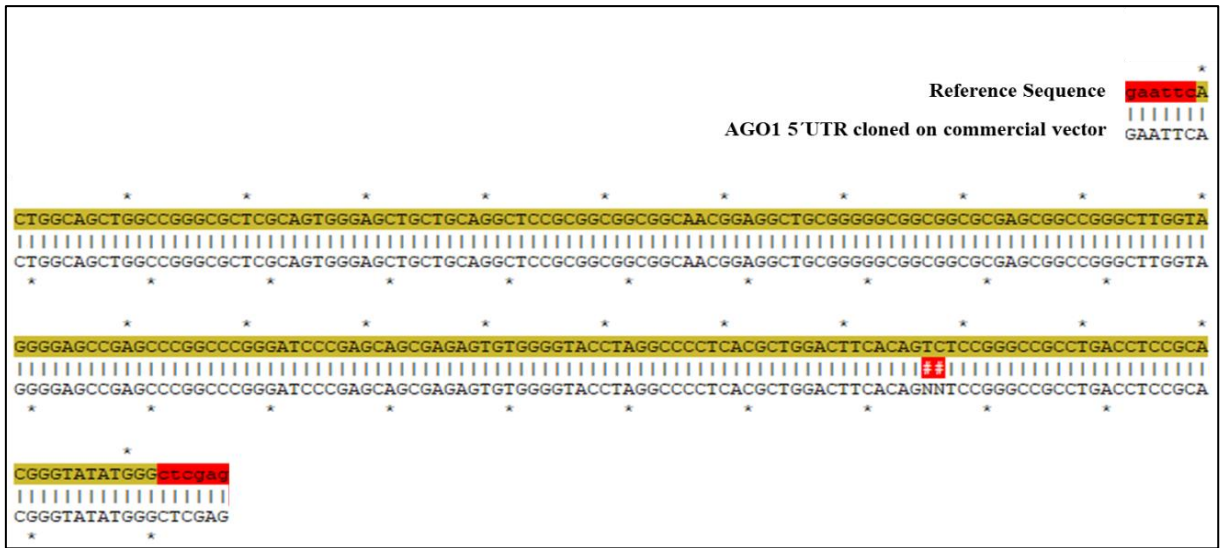 Reference Sequence gaattcA
AGO1 5´UTR cloned on commercial vector GAATTCA
CTGGCAGCTGGCCGGGCGCTCGCAGTGGGAGCTGCTGCAGGCTCCGCGGCGGCGGCAACGGAGGCTGCGGGGGCGGCGGCGCGAGCGGCCGGGCTTGGTA
CTGGCAGCTGGCCGGGCGCTCGCAGTGGGAGCTGCTGCAGGCTCCGCGGCGGCGGCAACGGAGGCTGCGGGGGCGGCGGCGCGAGCGGCCGGGCTTGGTA
GGGGAGCCGAGCCCGGCCCGGGATCCCGAGCAGCGAGAGTGTGGGGTACCTAGGCCCCTCACGCTGGACTTCACAGTCTCCGGGCCGCCTGACCTCCGCA
##
GGGGAGCCGAGCCCGGCCCGGGATCCCGAGCAGCGAGAGTGTGGGGTACCTAGGCCCCTCACGCTGGACTTCACAGNNTCCGGGCCGCCTGACCTCCGCA
CGGGTATATGGGctcgag
CGGGTATATGGGCTCGAG